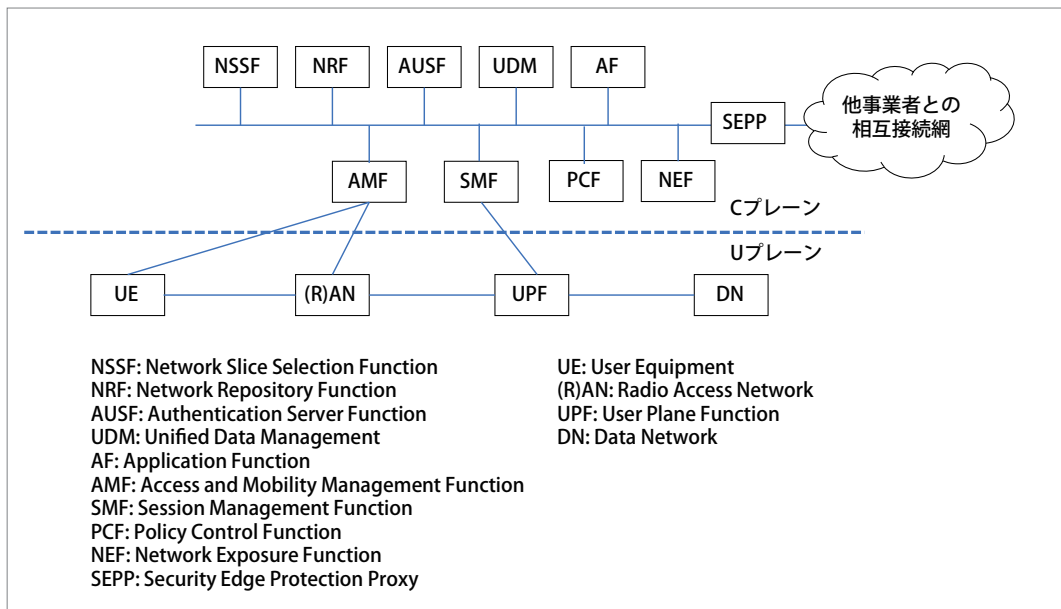 NSSF
NRF
AUSF
UDM
AF
SEPP
他事業者との
相互接続網
AMF
SMF
PCF
NEF
Cプレーン
Uプレーン
UE
(R)AN
UPF
DN
NSSF: Network Slice Selection Function
NRF: Network Repository Function
AUSF: Authentication Server Function
UDM: Unified Data Management
AF: Application Function
AMF: Access and Mobility Management Function
SMF: Session Management Function
PCF: Policy Control Function
NEF: Network Exposure Function
SEPP: Security Edge Protection Proxy
UE: User Equipment
(R)AN: Radio Access Network
UPF: User Plane Function
DN: Data Network